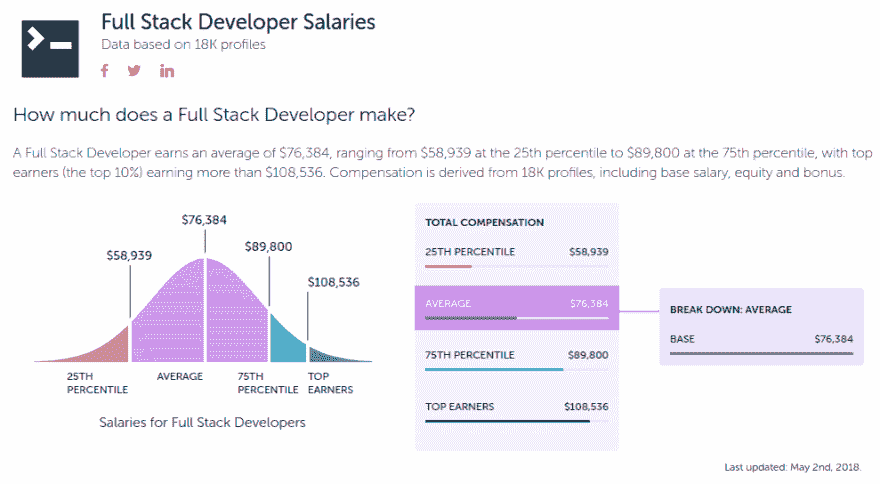 Full Stack Developer Salaries
Data based on 18K profiles
How much does a Full Stack Developer make?
A Full Stack Developer earns an average of $76,384, ranging from $58,939 at the 25th percentile to $89,800 at the 75th percentile, with top
earners (the top 10%) earning more than $108,536. Compensation is derived from 18K profiles, including base salary, equity and bonus.
$76,384
$58,939
$89,800
$108,536
25TH PERCENTILE
AVERAGE
75TH PERCENTILE
TOP EARNERS
Salaries for Full Stack Developers
TOTAL COMPENSATION
25TH PERCENTILE $58,939
AVERAGE $76,384
75TH PERCENTILE $89,800
TOP EARNERS $108,536
BREAK DOWN: AVERAGE
BASE $76,384
Last updated: May 2nd, 2018.